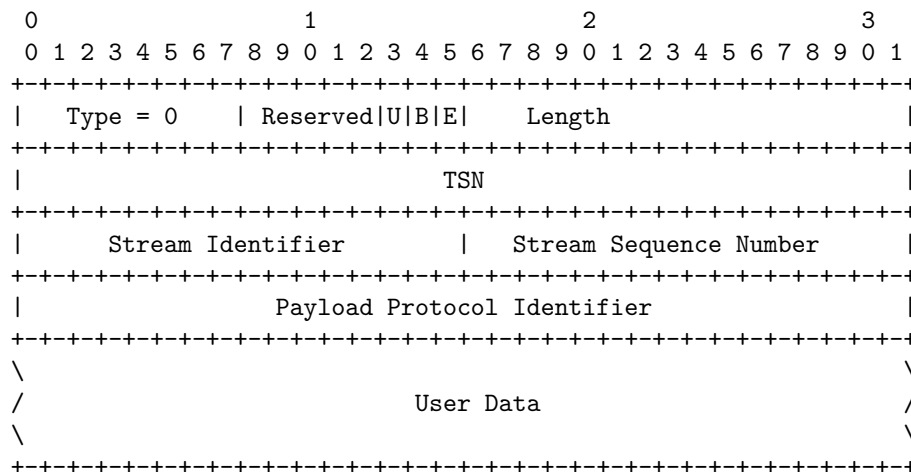 0                   1                   2                   3
 0 1 2 3 4 5 6 7 8 9 0 1 2 3 4 5 6 7 8 9 0 1 2 3 4 5 6 7 8 9 0 1
+-+-+-+-+-+-+-+-+-+-+-+-+-+-+-+-+-+-+-+-+-+-+-+-+-+-+-+-+-+-+-+-+
|   Type = 0    | Reserved|U|B|E|    Length                     |
+-+-+-+-+-+-+-+-+-+-+-+-+-+-+-+-+-+-+-+-+-+-+-+-+-+-+-+-+-+-+-+-+
|                              TSN                              |
+-+-+-+-+-+-+-+-+-+-+-+-+-+-+-+-+-+-+-+-+-+-+-+-+-+-+-+-+-+-+-+-+
|      Stream Identifier        |   Stream Sequence Number      |
+-+-+-+-+-+-+-+-+-+-+-+-+-+-+-+-+-+-+-+-+-+-+-+-+-+-+-+-+-+-+-+-+
|                  Payload Protocol Identifier                  |
+-+-+-+-+-+-+-+-+-+-+-+-+-+-+-+-+-+-+-+-+-+-+-+-+-+-+-+-+-+-+-+-+
\                                                               \
/                           User Data                           /
\                                                               \
+-+-+-+-+-+-+-+-+-+-+-+-+-+-+-+-+-+-+-+-+-+-+-+-+-+-+-+-+-+-+-+-+